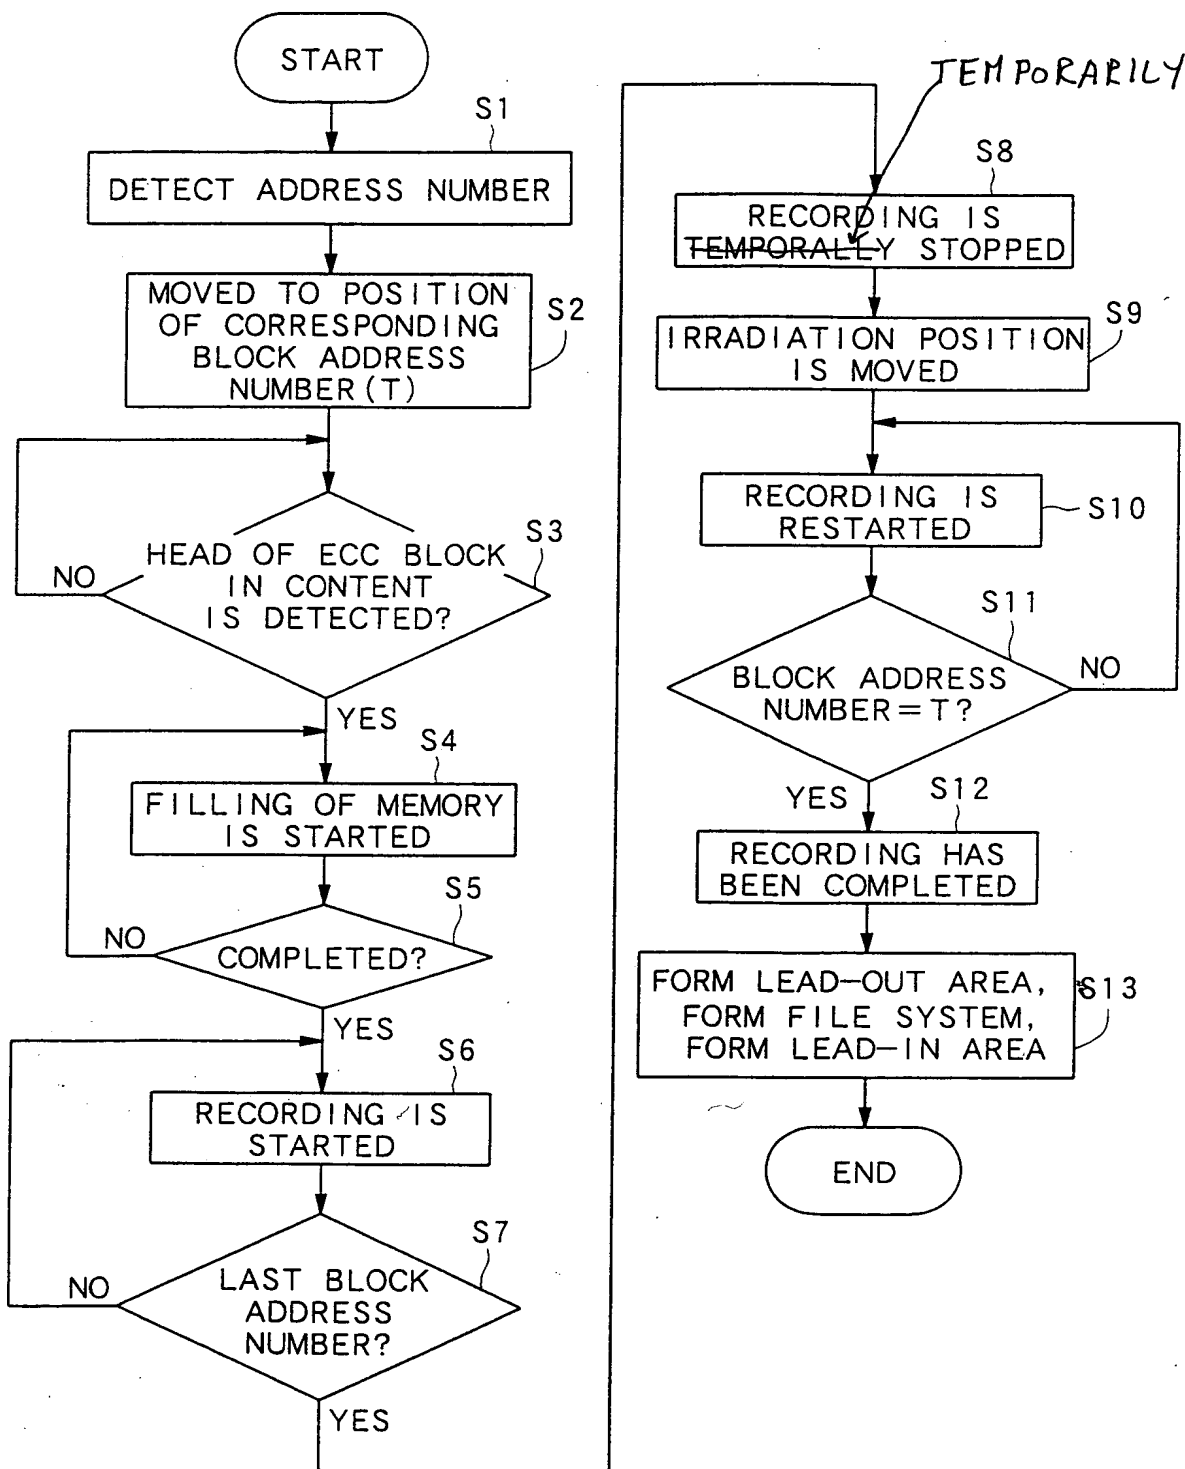 START
S1
DETECT ADDRESS NUMBER
MOVED TO POSITION
OF CORRESPONDING
BLOCK ADDRESS
NUMBER(T)
S2
HEAD OF ECC BLOCK
IN CONTENT
IS DETECTED?
S3
NO
YES
S4
FILLING OF MEMORY
IS STARTED
S5
COMPLETED?
NO
YES
S6
RECORDING IS
STARTED
S7
LAST BLOCK
ADDRESS
NUMBER?
NO
YES
TEMPORARILY
S8
RECORDING IS
TEMPORALLY STOPPED
S9
IRRADIATION POSITION
IS MOVED
RECORDING IS
RESTARTED
S10
S11
BLOCK ADDRESS
NUMBER=T?
NO
YES
S12
RECORDING HAS
BEEN COMPLETED
FORM LEAD-OUT AREA,
FORM FILE SYSTEM,
FORM LEAD-IN AREA
S13
END